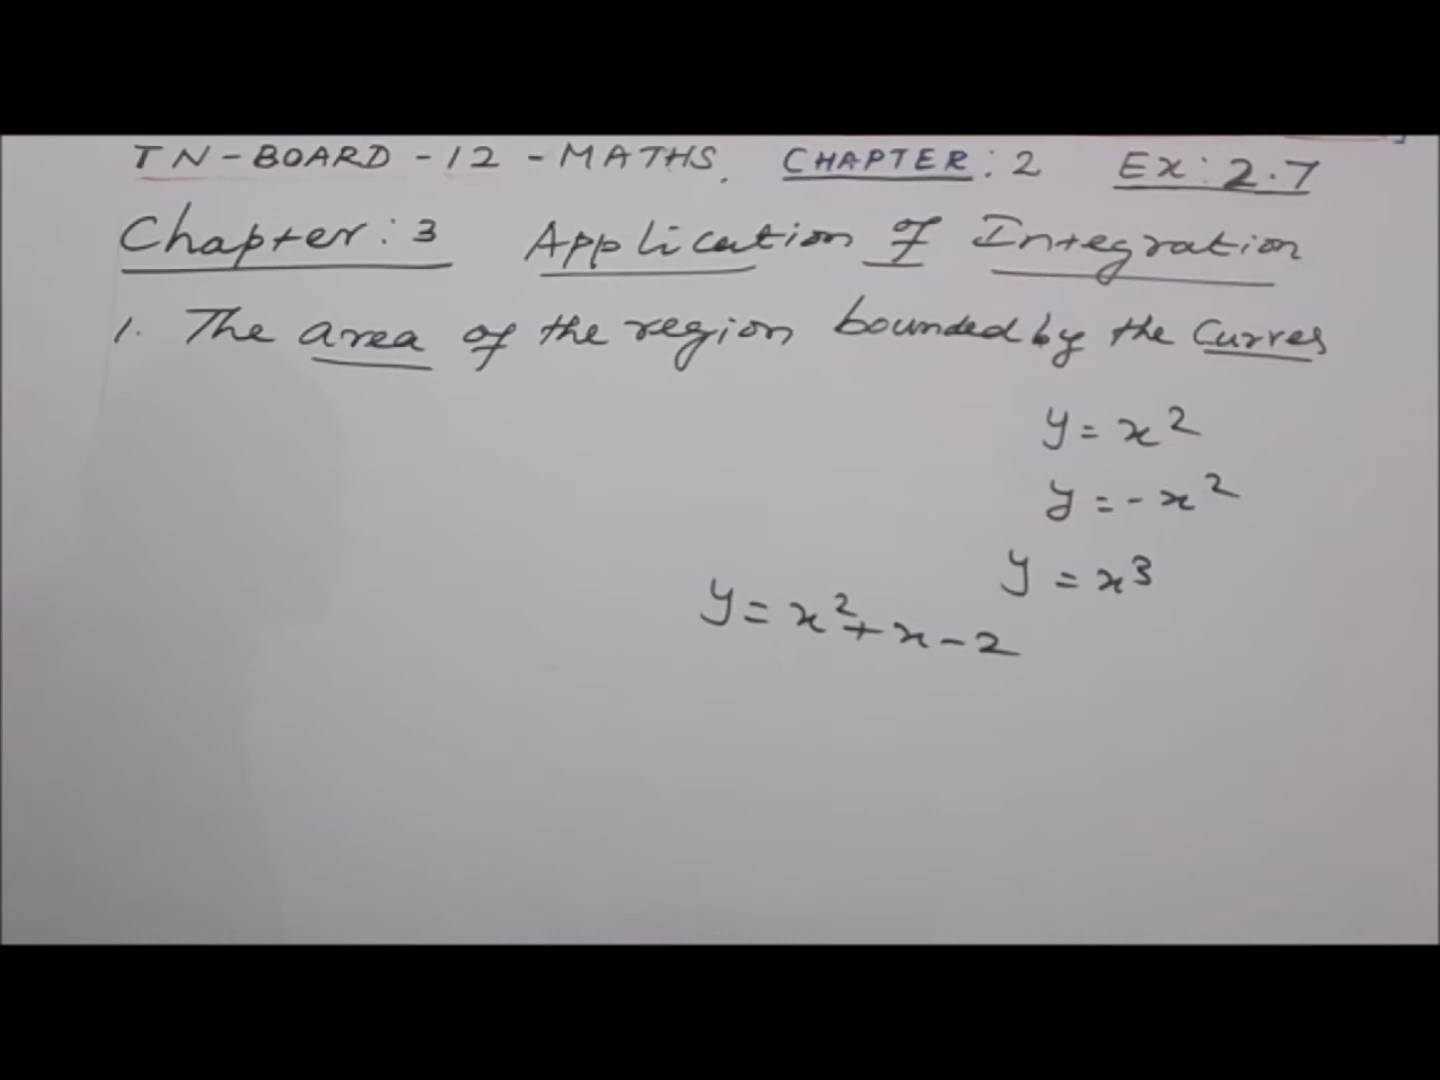 TN-BOARD-12-MATHS. CHAPTER:2 EX:2.7
Chapter:3 Application of Integration
1. The area of the region bounded by the Curves
y = x²
y = -x²
y = x³
y = x²+x-2